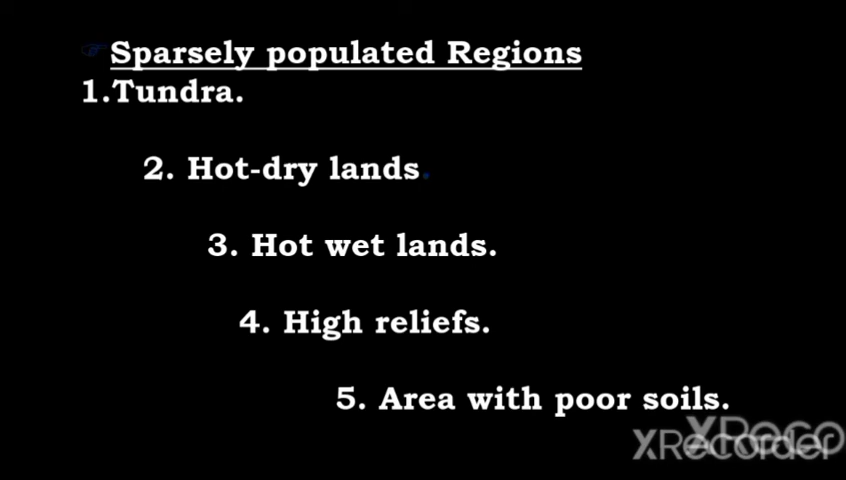 Sparsely populated Regions
1.Tundra.
2. Hot-dry lands.
3. Hot wet lands.
4. High reliefs.
5. Area with poor soils.
XReco
XRecorder